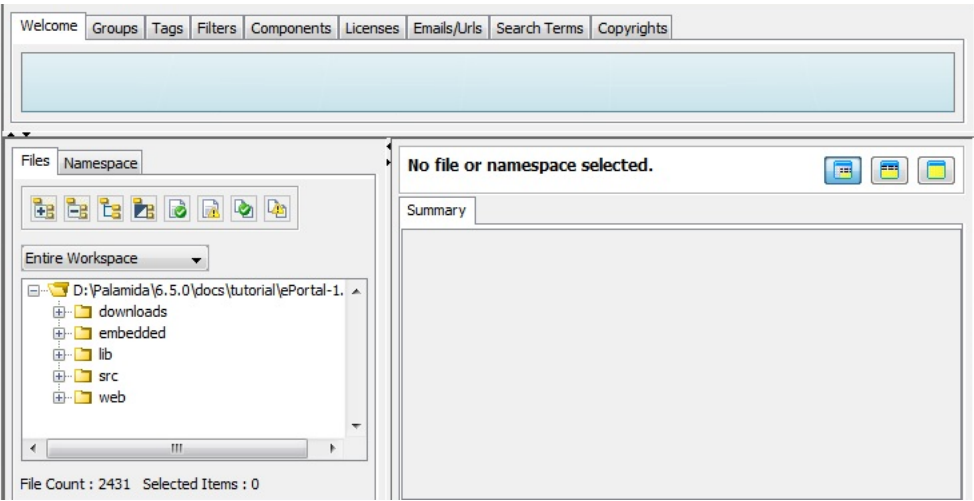 Welcome Groups Tags Filters Components Licenses Emails/Urls Search Terms Copyrights
Files Namespace
No file or namespace selected.
Summary
Entire Workspace
D:\Palamida\6.5.0\docs\tutorial\ePortal-1.
downloads
embedded
lib
src
web
File Count : 2431 Selected Items : 0